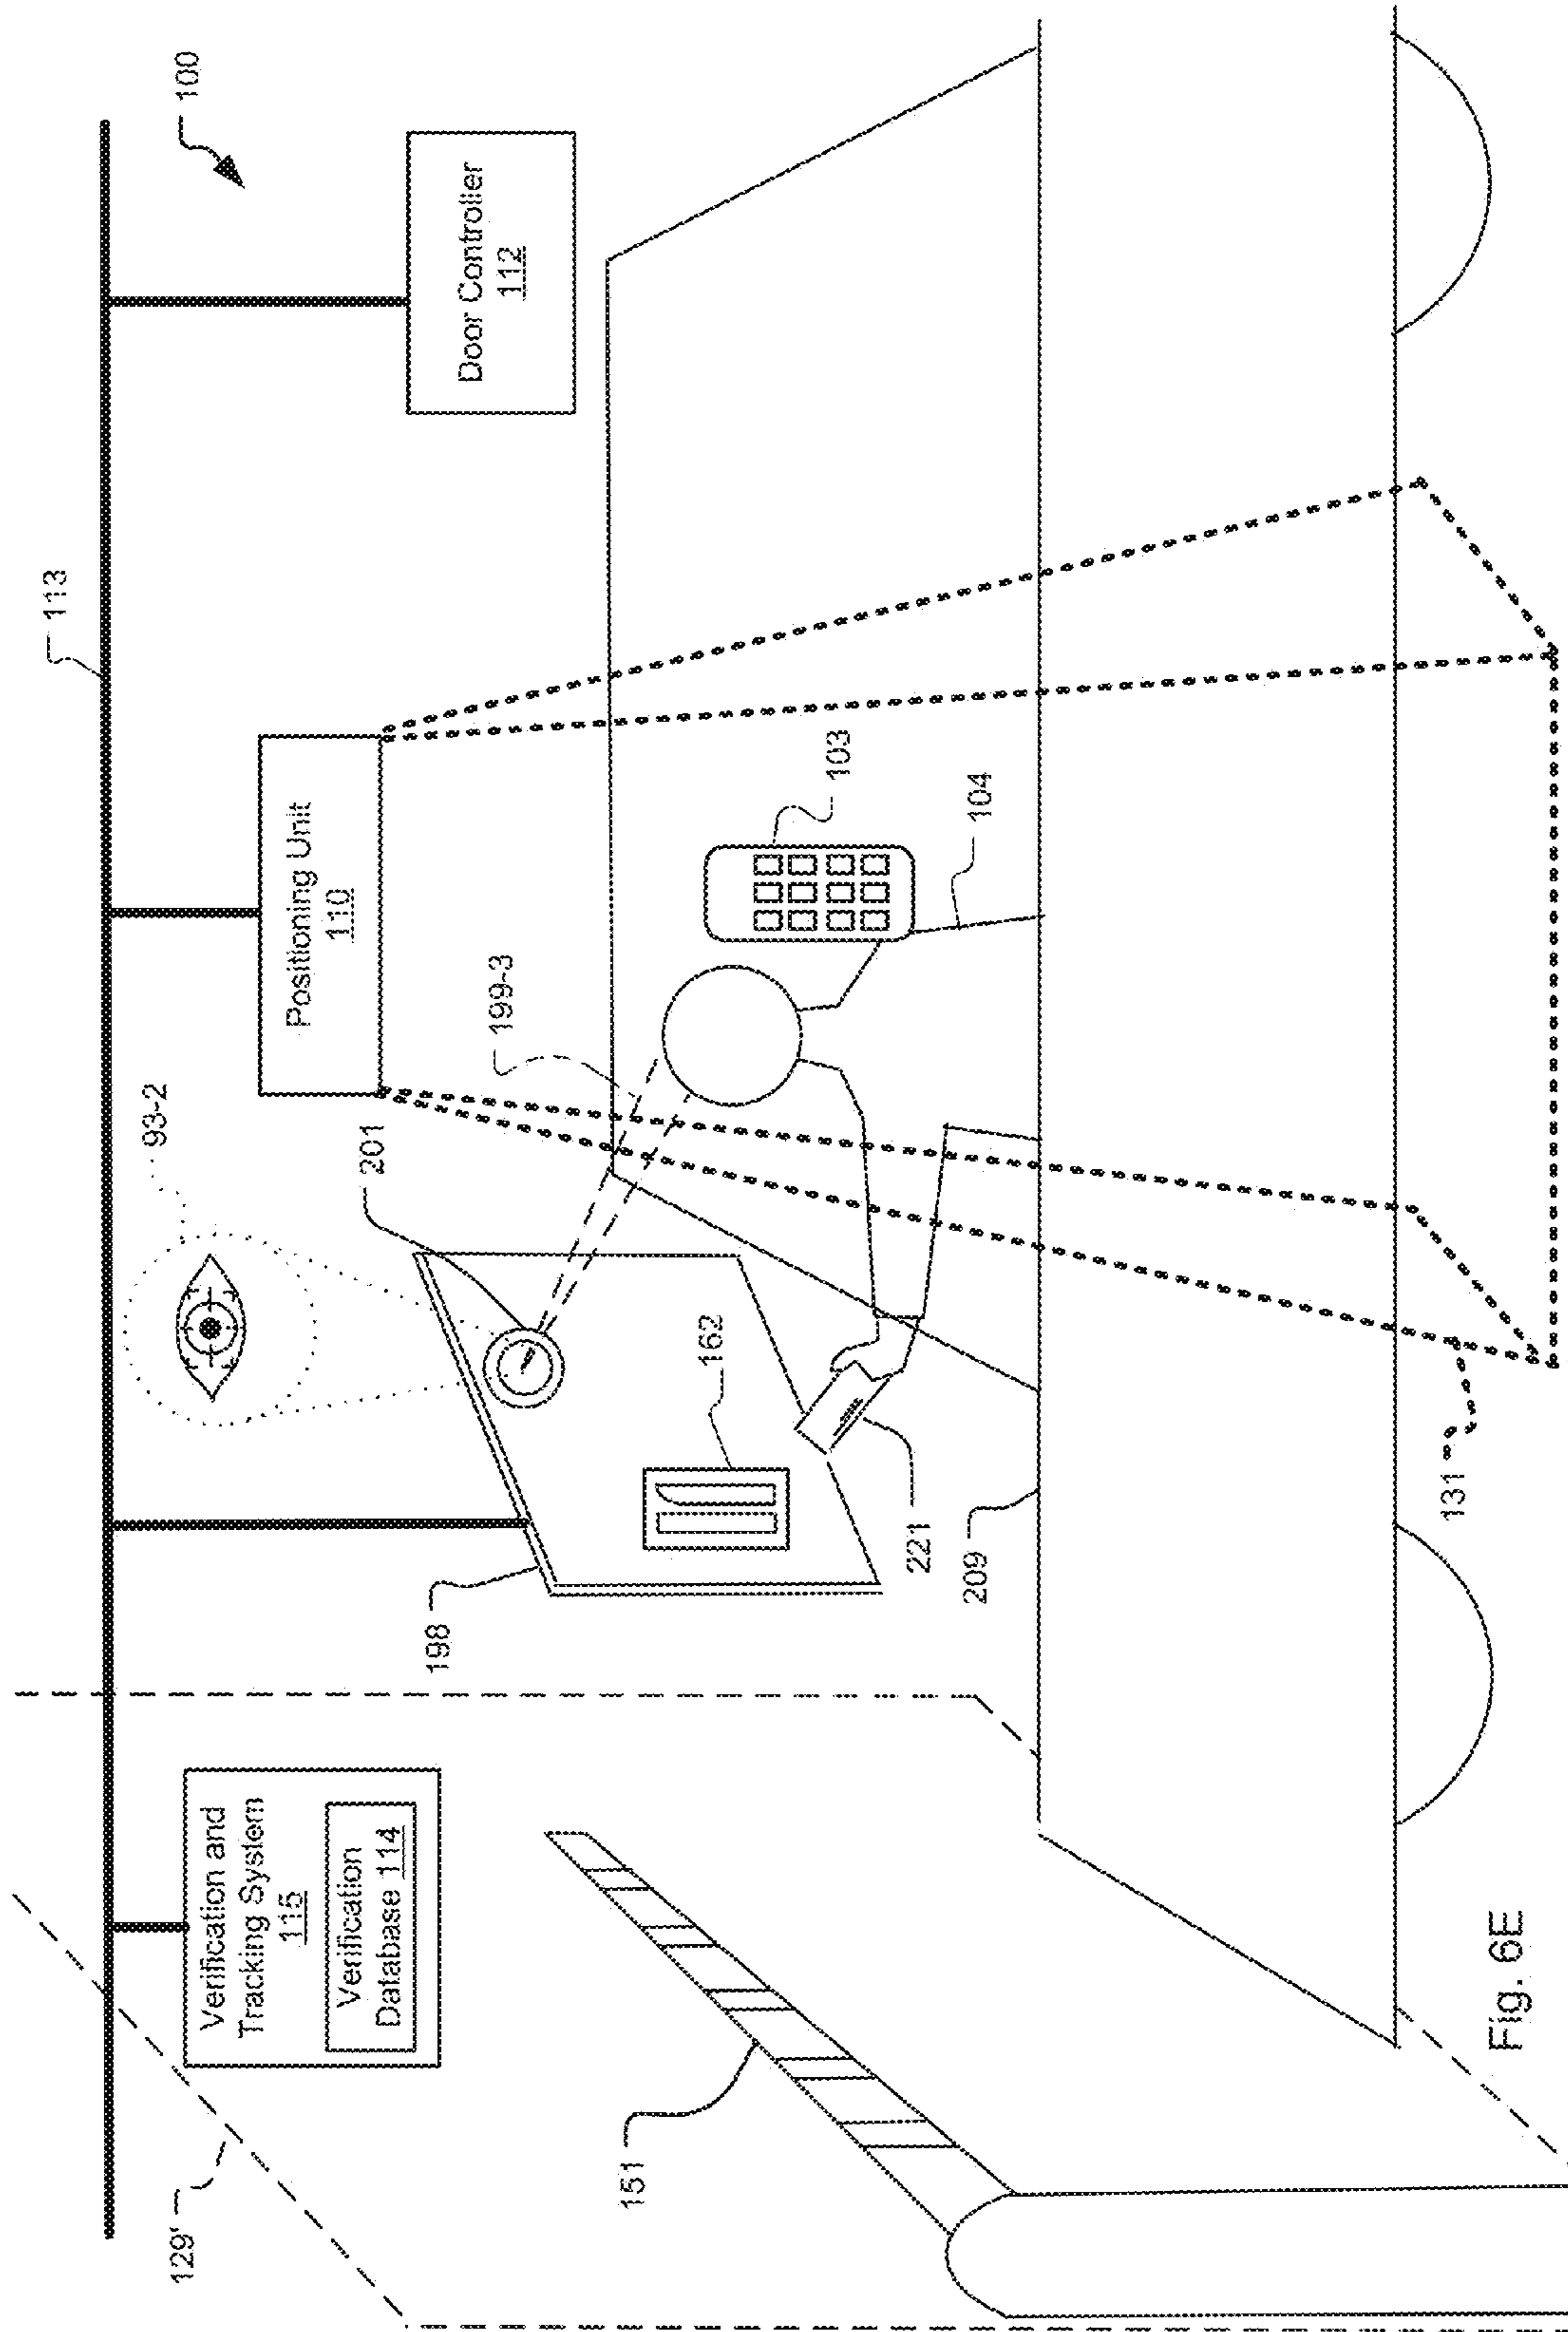 129'
Verification and
Tracking System
115
Verification
Database 114
151
198
93-2
201
162
221
209
131
113
Positioning Unit
110
199-3
103
104
100
Door Controller
112
Fig. 6E